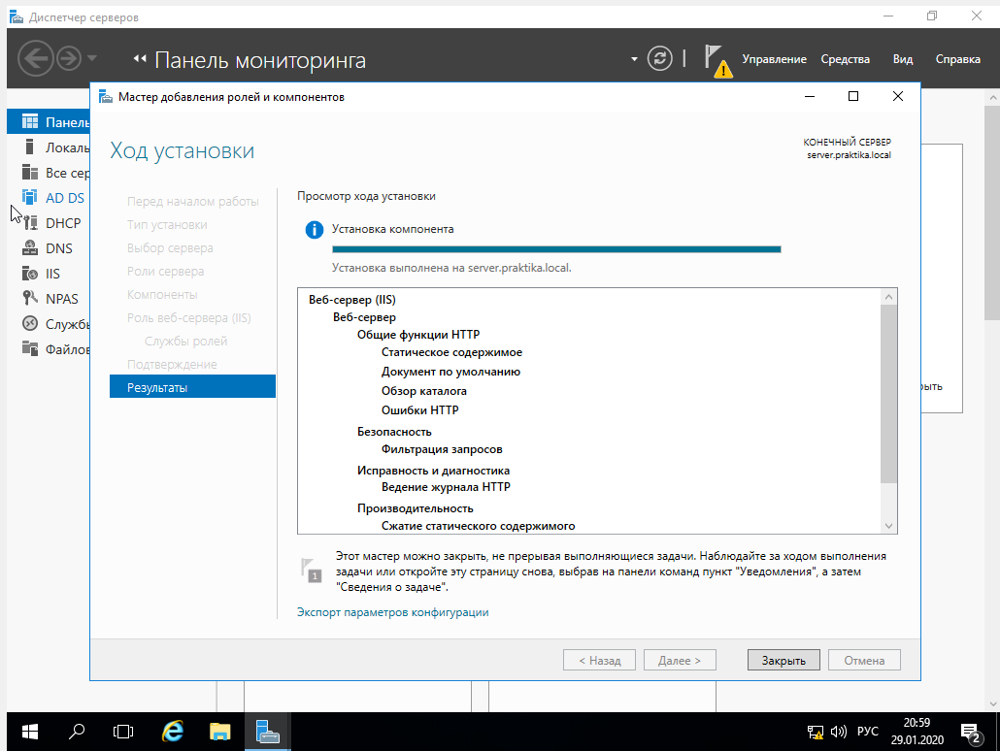 Диспетчер серверов
Панель мониторинга
Управление Средства Вид Справка
Мастер добавления ролей и компонентов
Панель
Локаль
Все сер
AD DS
DHCP
DNS
IIS
NPAS
Службы
Файлов
Ход установки
КОНЕЧНЫЙ СЕРВЕР
server.praktika.local
Перед началом работы
Тип установки
Выбор сервера
Роли сервера
Компоненты
Роль веб-сервера (IIS)
Службы ролей
Подтверждение
Результаты
Просмотр хода установки
Установка компонента
Установка выполнена на server.praktika.local.
Веб-сервер (IIS)
Веб-сервер
Общие функции HTTP
Статическое содержимое
Документ по умолчанию
Обзор каталога
Ошибки HTTP
Безопасность
Фильтрация запросов
Исправность и диагностика
Ведение журнала HTTP
Производительность
Сжатие статического содержимого
рыть
1
Этот мастер можно закрыть, не прерывая выполняющиеся задачи. Наблюдайте за ходом выполнения
задачи или откройте эту страницу снова, выбрав на панели команд пункт "Уведомления", а затем
"Сведения о задаче".
Экспорт параметров конфигурации
< Назад Далее > Закрыть Отмена
РУС
20:59
29.01.2020
2